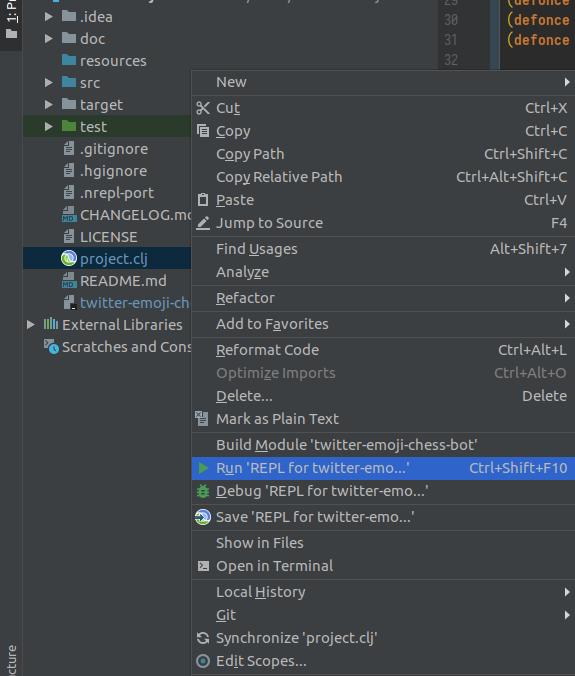 1: P
.idea
doc
resources
src
target
test
.gitignore
.hgignore
.nrepl-port
CHANGELOG.md
LICENSE
project.clj
README.md
twitter-emoji-ch
External Libraries
Scratches and Cons
cture
29
30 (defonce
31 (defonce
32
New
Cut Ctrl+X
Copy Ctrl+C
Copy Path Ctrl+Shift+C
Copy Relative Path Ctrl+Alt+Shift+C
Paste Ctrl+V
Jump to Source F4
Find Usages Alt+Shift+7
Analyze
Refactor
Add to Favorites
Reformat Code Ctrl+Alt+L
Optimize Imports Ctrl+Alt+O
Delete... Delete
Mark as Plain Text
Build Module 'twitter-emoji-chess-bot'
Run 'REPL for twitter-emo...' Ctrl+Shift+F10
Debug 'REPL for twitter-emo...'
Save 'REPL for twitter-emo...'
Show in Files
Open in Terminal
Local History
Git
Synchronize 'project.clj'
Edit Scopes...